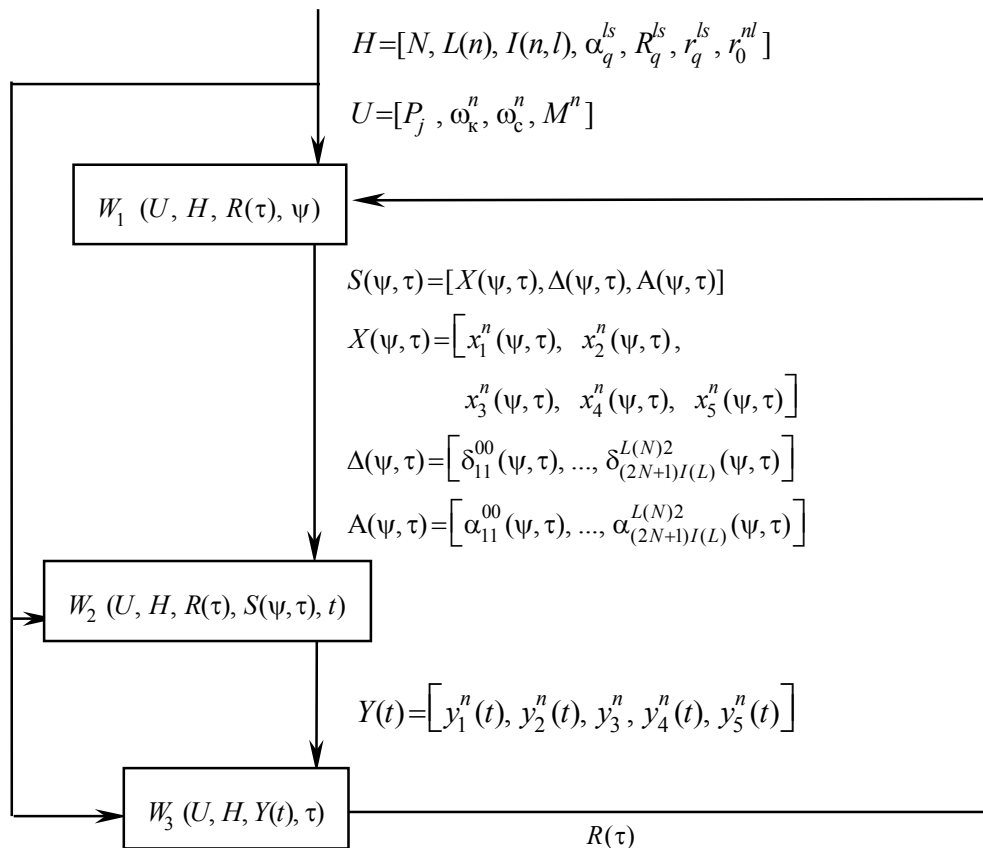 H=[N, L(n), I(n,l), α_q^{ls}, R_q^{ls}, r_q^{ls}, r_0^{nl} ]
U=[P_j , ω_к^n, ω_с^n, M^n]
W_1 (U, H, R(τ), ψ)
S(ψ,τ)=[X(ψ,τ),Δ(ψ,τ),A(ψ,τ)]
X(ψ,τ)=[x_1^n(ψ,τ), x_2^n(ψ,τ),
x_3^n(ψ,τ), x_4^n(ψ,τ), x_5^n(ψ,τ)]
Δ(ψ,τ)=[δ_{11}^{00}(ψ,τ), ..., δ_{(2N+1)I(L)}^{L(N)2}(ψ,τ)]
A(ψ,τ)=[α_{11}^{00}(ψ,τ), ..., α_{(2N+1)I(L)}^{L(N)2}(ψ,τ)]
W_2 (U, H, R(τ), S(ψ,τ), t)
Y(t)=[y_1^n(t), y_2^n(t), y_3^n, y_4^n(t), y_5^n(t)]
W_3 (U, H, Y(t), τ)
R(τ)